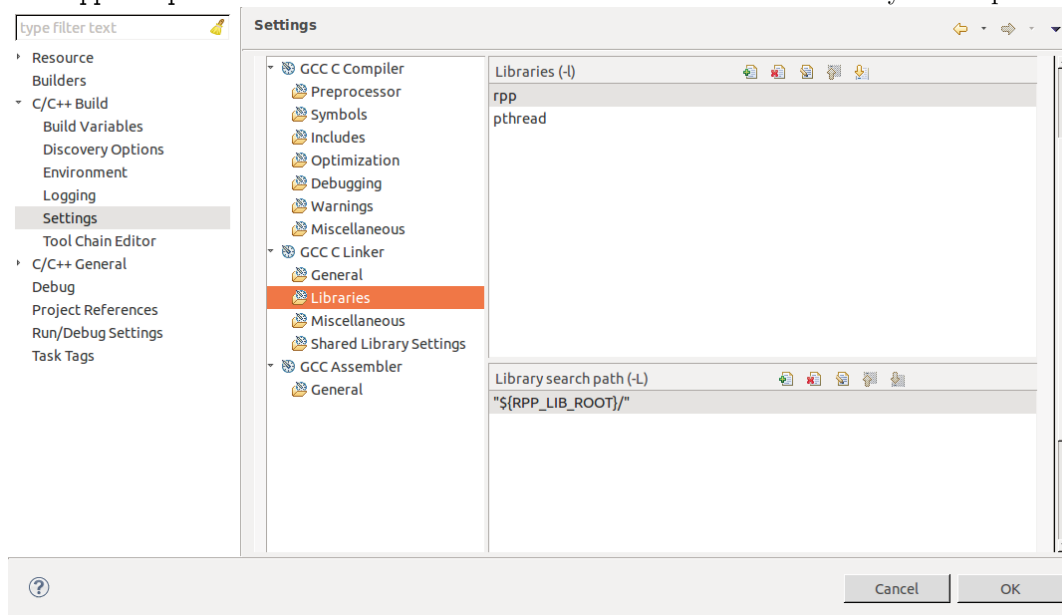 type filter text
Resource
Builders
C/C++ Build
Build Variables
Discovery Options
Environment
Logging
Settings
Tool Chain Editor
C/C++ General
Debug
Project References
Run/Debug Settings
Task Tags
Settings
GCC C Compiler
Preprocessor
Symbols
Includes
Optimization
Debugging
Warnings
Miscellaneous
GCC C Linker
General
Libraries
Miscellaneous
Shared Library Settings
GCC Assembler
General
Libraries (-l)
rpp
pthread
Library search path (-L)
"${RPP_LIB_ROOT}/"
Cancel
OK